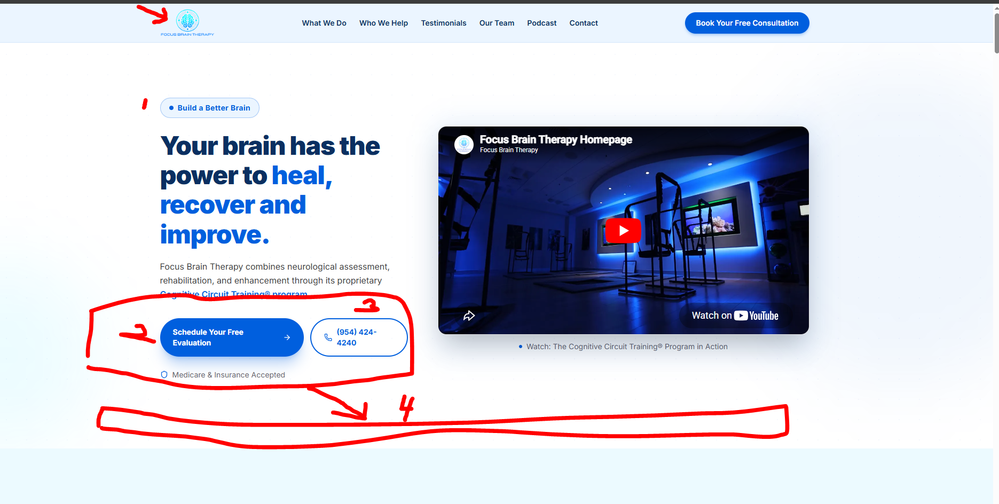 FOCUS BRAIN THERAPY
What We Do
Who We Help
Testimonials
Our Team
Podcast
Contact
Book Your Free Consultation
1
Build a Better Brain
Your brain has the
power to heal,
recover and
improve.
Focus Brain Therapy combines neurological assessment,
rehabilitation, and enhancement through its proprietary
Cognitive Circuit Training® program
3
2
Schedule Your Free
Evaluation
(954) 424-
4240
Medicare & Insurance Accepted
Focus Brain Therapy Homepage
Focus Brain Therapy
Watch on YouTube
Watch: The Cognitive Circuit Training® Program in Action
4